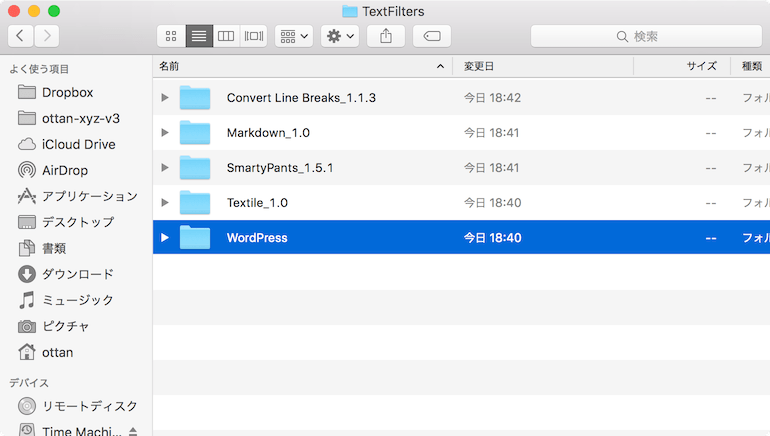 TextFilters
検索
よく使う項目
Dropbox
ottan-xyz-v3
iCloud Drive
AirDrop
アプリケーション
デスクトップ
書類
ダウンロード
ミュージック
ピクチャ
ottan
デバイス
リモートディスク
Time Machi...
名前 変更日 サイズ 種類
Convert Line Breaks_1.1.3 今日 18:42 -- フォル
Markdown_1.0 今日 18:41 -- フォル
SmartyPants_1.5.1 今日 18:41 -- フォル
Textile_1.0 今日 18:40 -- フォル
WordPress 今日 18:40 -- フォル